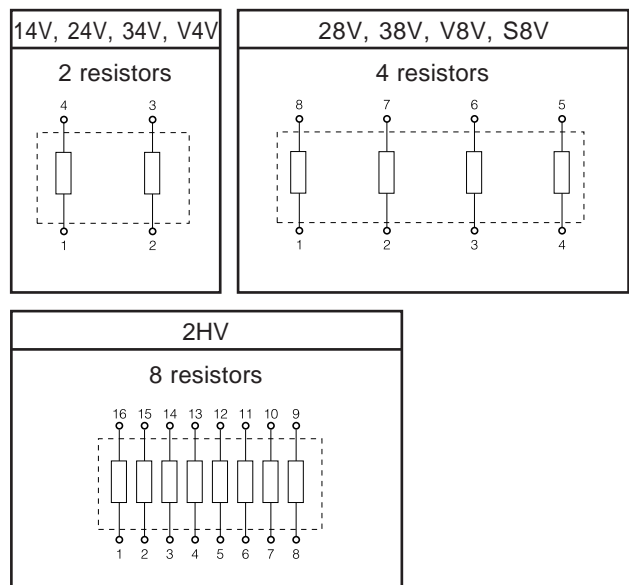 14V, 24V, 34V, V4V
2 resistors
4 3
1 2
28V, 38V, V8V, S8V
4 resistors
8 7 6 5
1 2 3 4
2HV
8 resistors
16 15 14 13 12 11 10 9
1 2 3 4 5 6 7 8